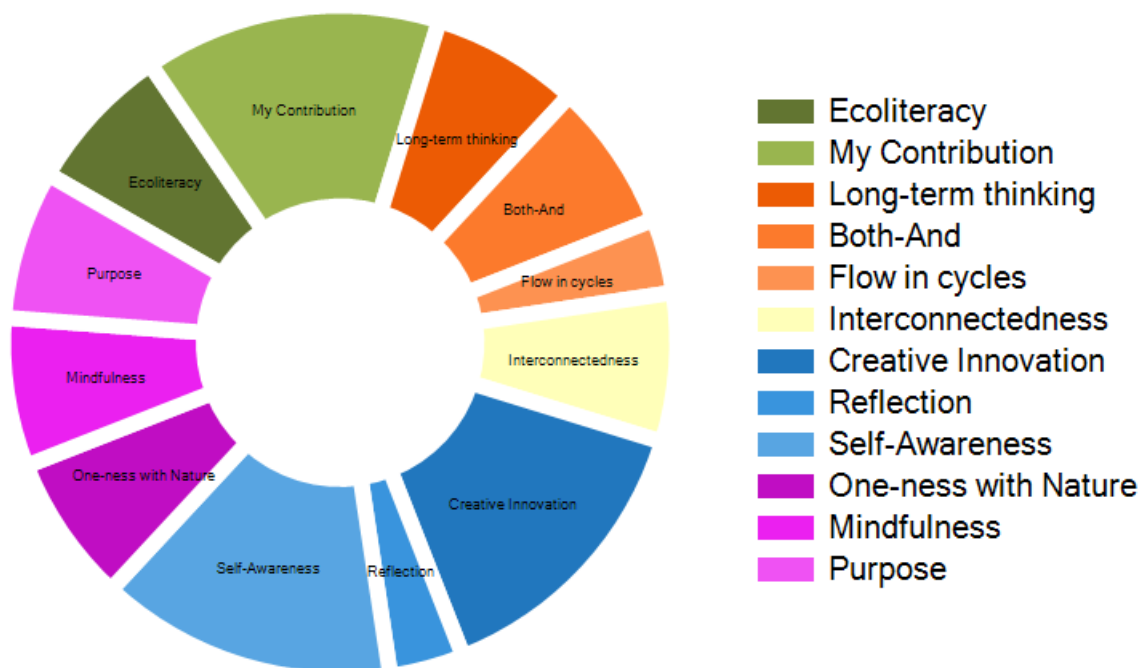 My Contribution
Long-term thinking
Ecoliteracy
Both-And
Purpose
Flow in cycles
Interconnectedness
Mindfulness
One-ness with Nature
Creative Innovation
Self-Awareness
Reflection
Ecoliteracy
My Contribution
Long-term thinking
Both-And
Flow in cycles
Interconnectedness
Creative Innovation
Reflection
Self-Awareness
One-ness with Nature
Mindfulness
Purpose